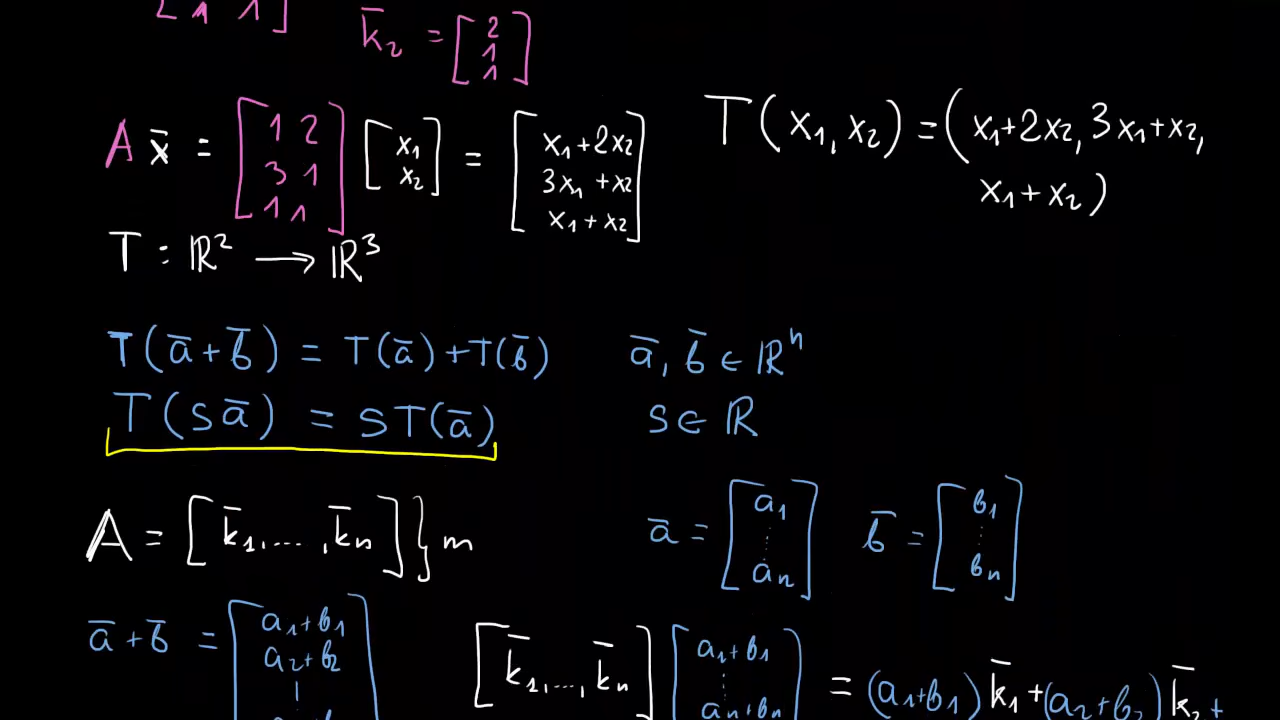 [ 1 1 ]
k̄₂ = [ 2 1 1 ]
A x̄ = [ 1 2 3 1 1 1 ] [ x₁ x₂ ] = [ x₁+2x₂ 3x₁+x₂ x₁+x₂ ]
T(x₁, x₂) = (x₁+2x₂, 3x₁+x₂,
x₁+x₂)
T : ℝ² ⟶ ℝ³
T(ā+b̄) = T(ā)+T(b̄) ā, b̄ ∈ ℝⁿ
T(sā) = sT(ā) s ∈ ℝ
A = [k̄₁,...., k̄ₙ]} m
ā = [ a₁ ⋮ aₙ ] b̄ = [ b₁ ⋮ bₙ ]
ā+b̄ = [ a₁+b₁ a₂+b₂
[k̄₁,..., k̄ₙ] [ a₁+b₁ ⋮ aₙ+bₙ ] = (a₁+b₁) k̄₁+(a₂+b₂) k̄₂+